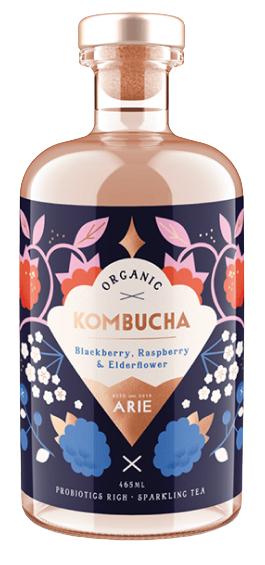 ORGANIC
KOMBUCHA
Blackberry, Raspberry
& Elderflower
ARIE
465ML
PROBIOTICS RICH · SPARKLING TEA